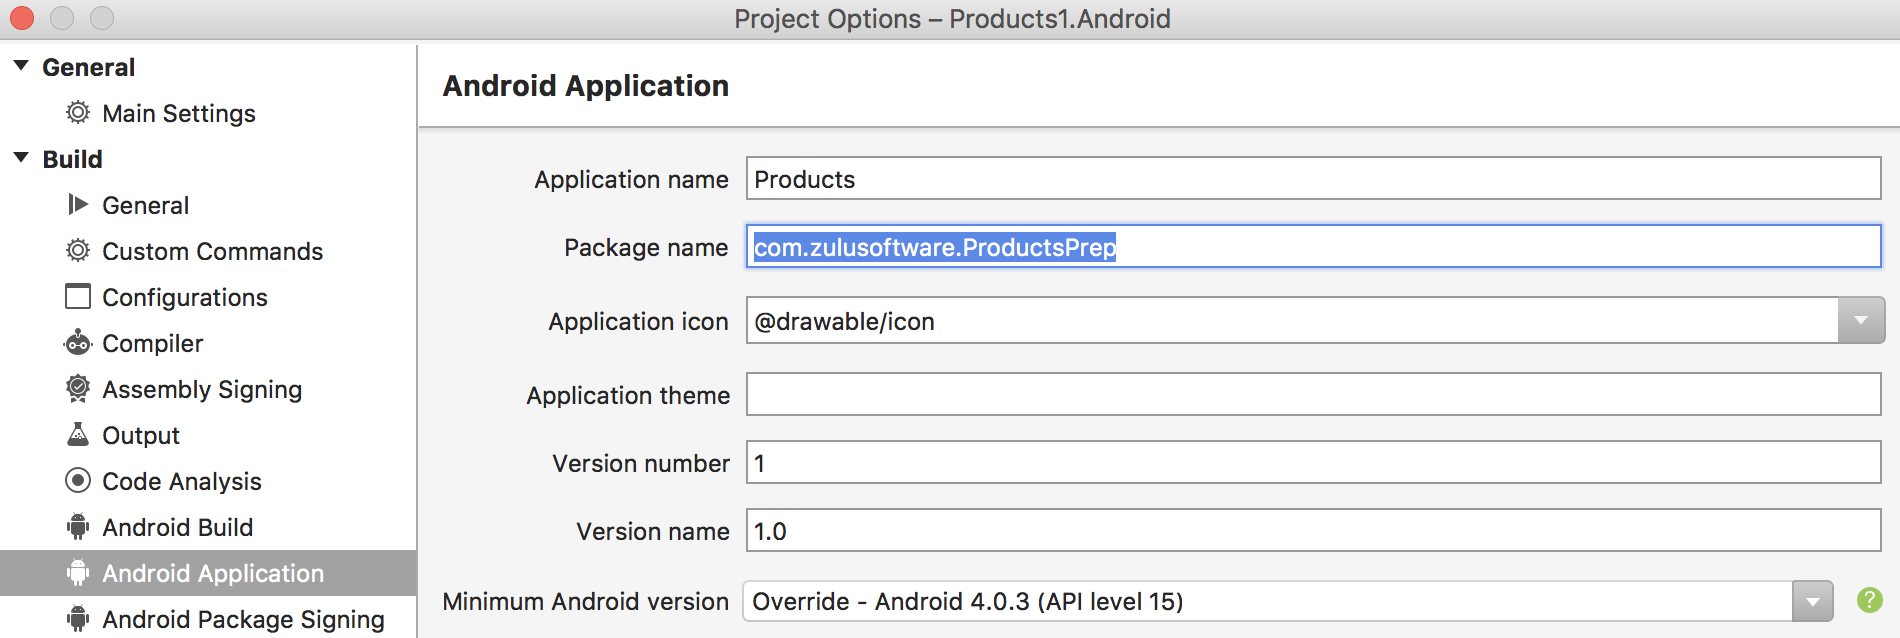 Project Options – Products1.Android
General
Main Settings
Build
General
Custom Commands
Configurations
Compiler
Assembly Signing
Output
Code Analysis
Android Build
Android Application
Android Package Signing
Android Application
Application name Products
Package name com.zulusoftware.ProductsPrep
Application icon @drawable/icon
Application theme
Version number 1
Version name 1.0
Minimum Android version Override - Android 4.0.3 (API level 15) ?